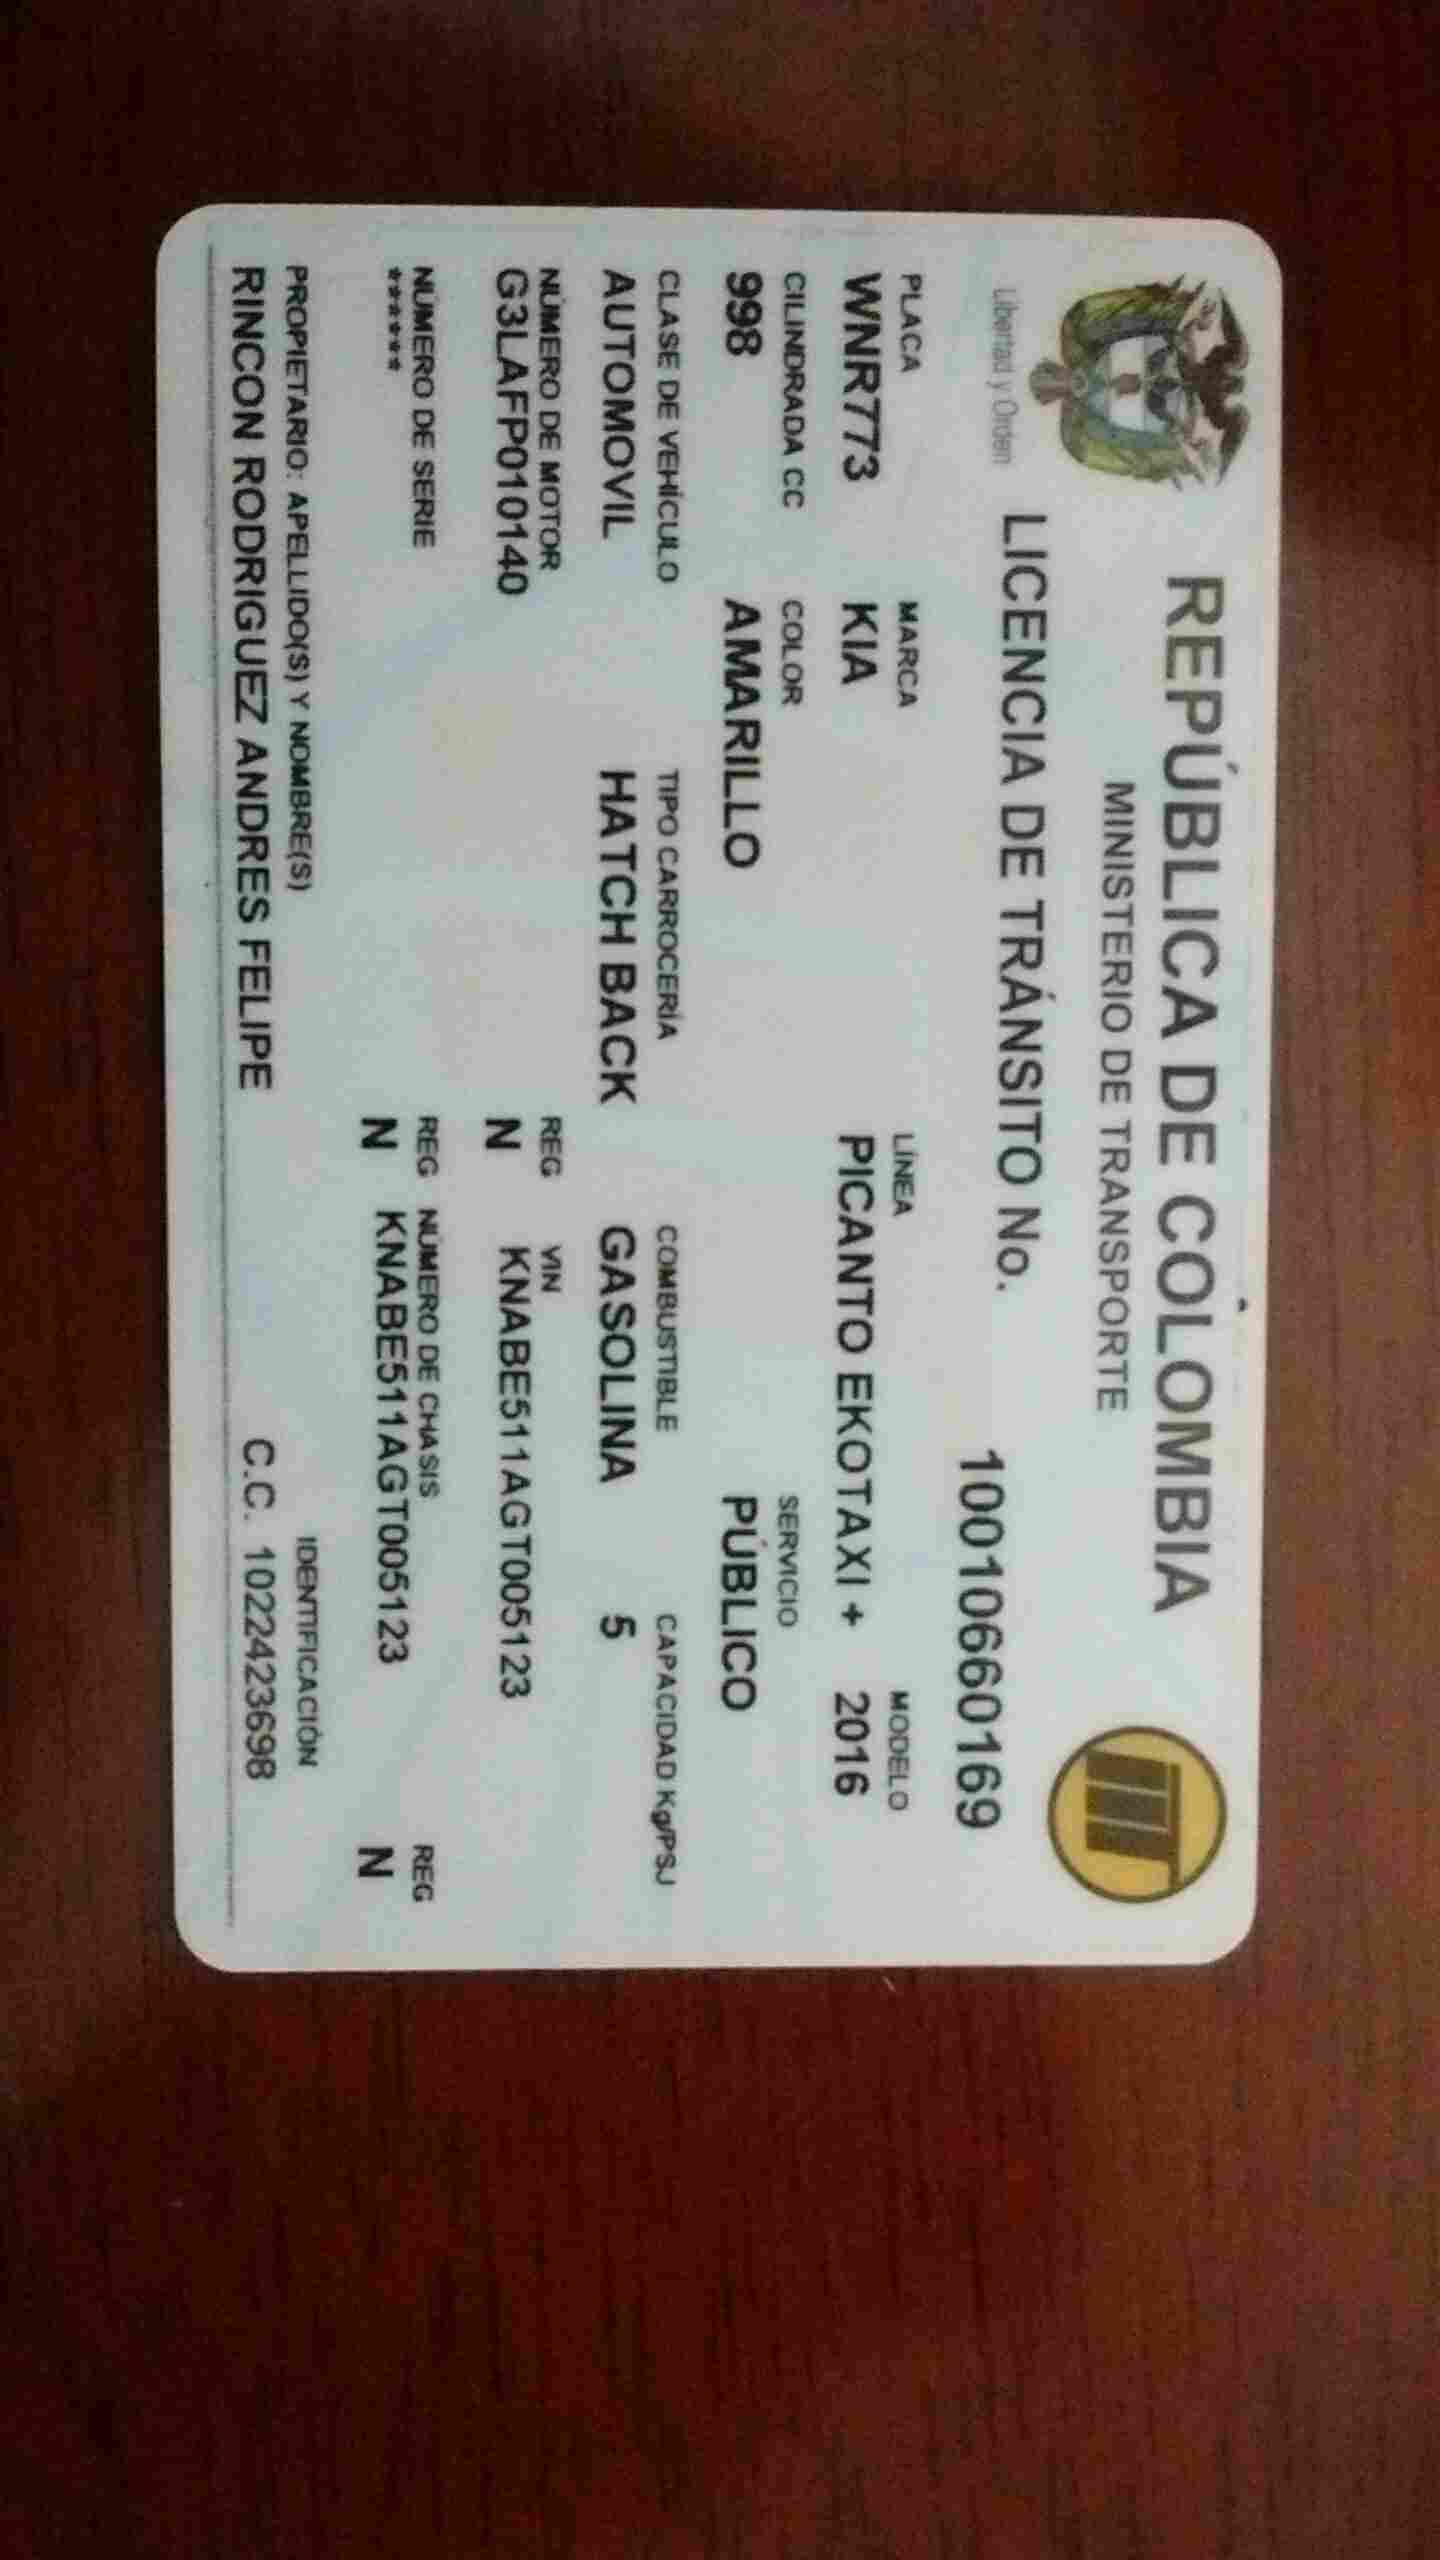 REPÚBLICA DE COLOMBIA
MINISTERIO DE TRANSPORTE
Libertad y Orden
LICENCIA DE TRÁNSITO No. 10010660169
PLACA MARCA LÍNEA MODELO
WNR773 KIA PICANTO EKOTAXI + 2016
CILINDRADA CC COLOR SERVICIO
998 AMARILLO PÚBLICO
CLASE DE VEHÍCULO TIPO CARROCERÍA COMBUSTIBLE CAPACIDAD Kg/PSJ
AUTOMOVIL HATCH BACK GASOLINA 5
NÚMERO DE MOTOR REG VIN
G3LAFP010140 N KNABE511AGT005123
NÚMERO DE SERIE REG NÚMERO DE CHASIS REG
***** N KNABE511AGT005123 N
PROPIETARIO: APELLIDO(S) Y NOMBRE(S) IDENTIFICACIÓN
RINCON RODRIGUEZ ANDRES FELIPE C.C. 1022423698